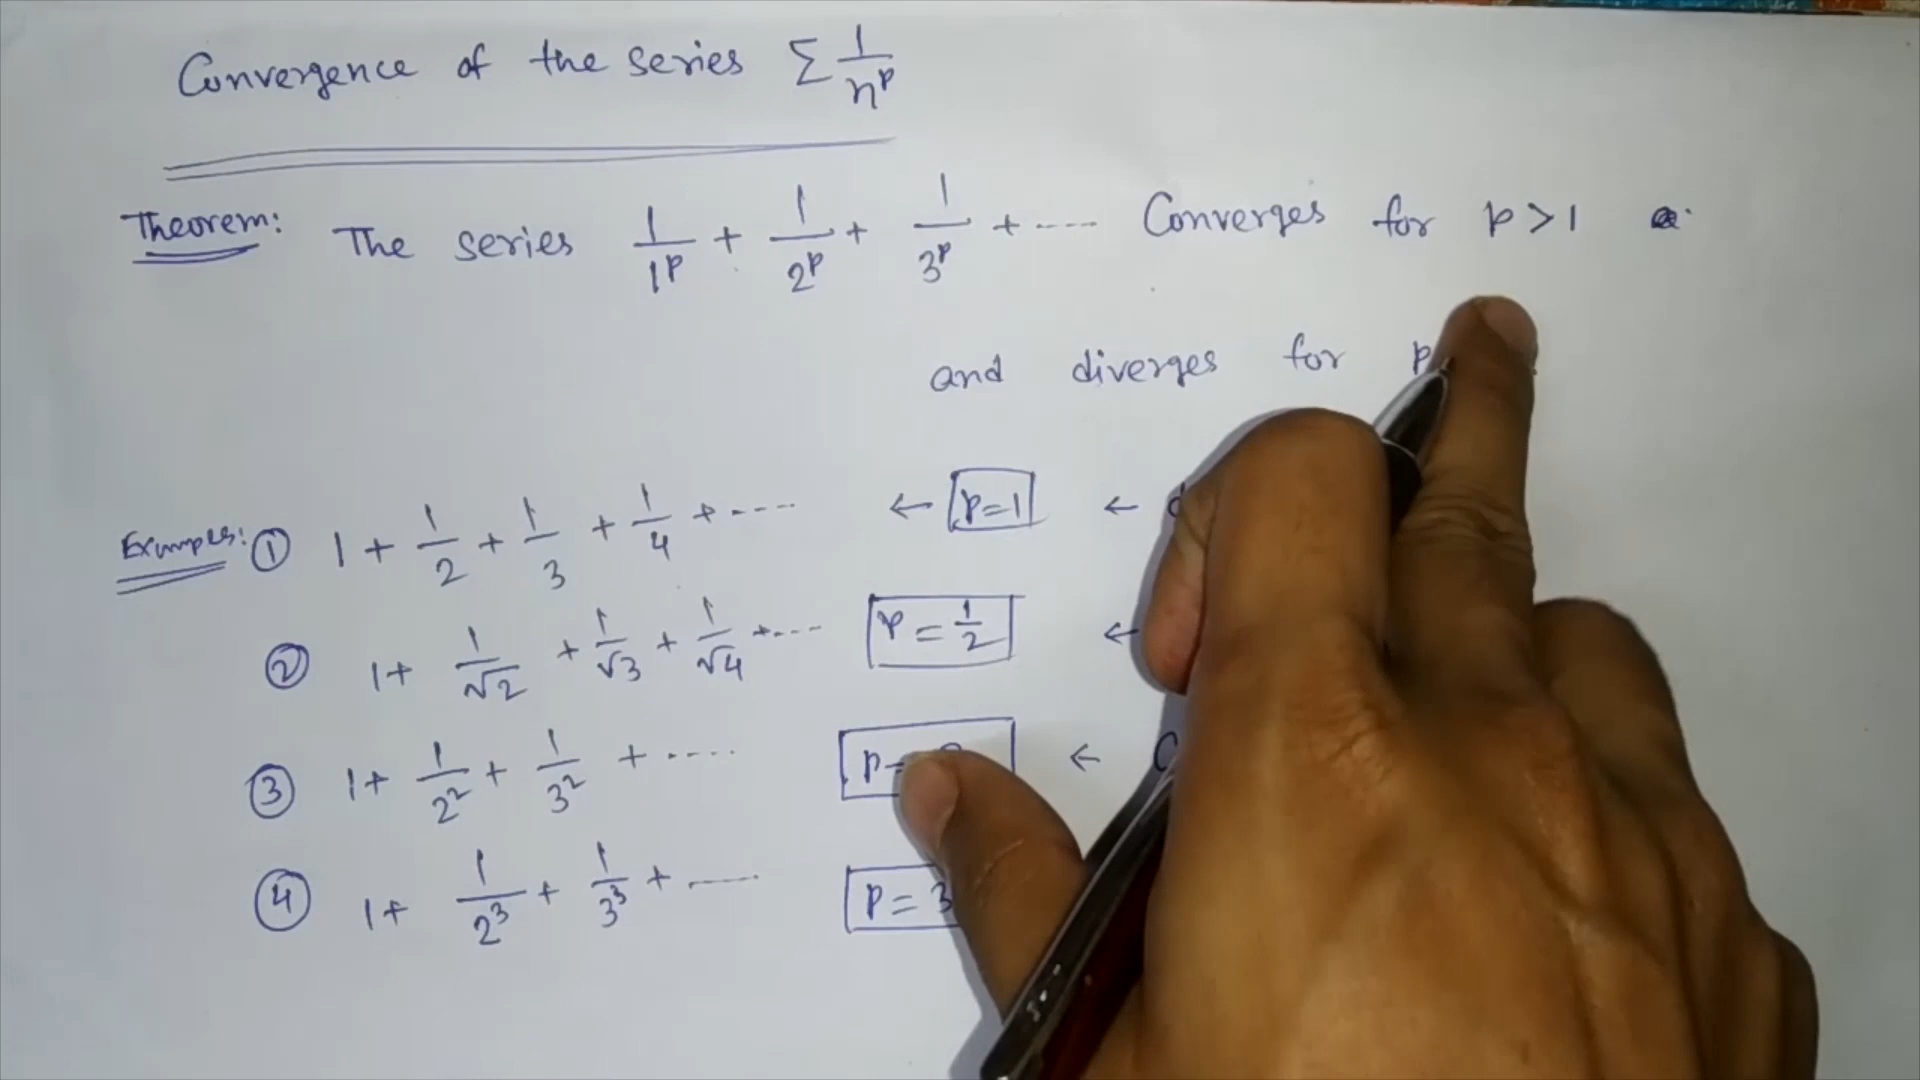 Convergence of the series Σ 1/n^p
Theorem: The series 1/1^p + 1/2^p + 1/3^p + ---- Converges for p>1
and diverges for p
Examples: ① 1 + 1/2 + 1/3 + 1/4 + ---- ← p=1 ←
② 1+ 1/√2 + 1/√3 + 1/√4 +---- p=1/2 ←
③ 1+ 1/2^2 + 1/3^2 + ---- p= ← C
④ 1+ 1/2^3 + 1/3^3 + ---- p=3